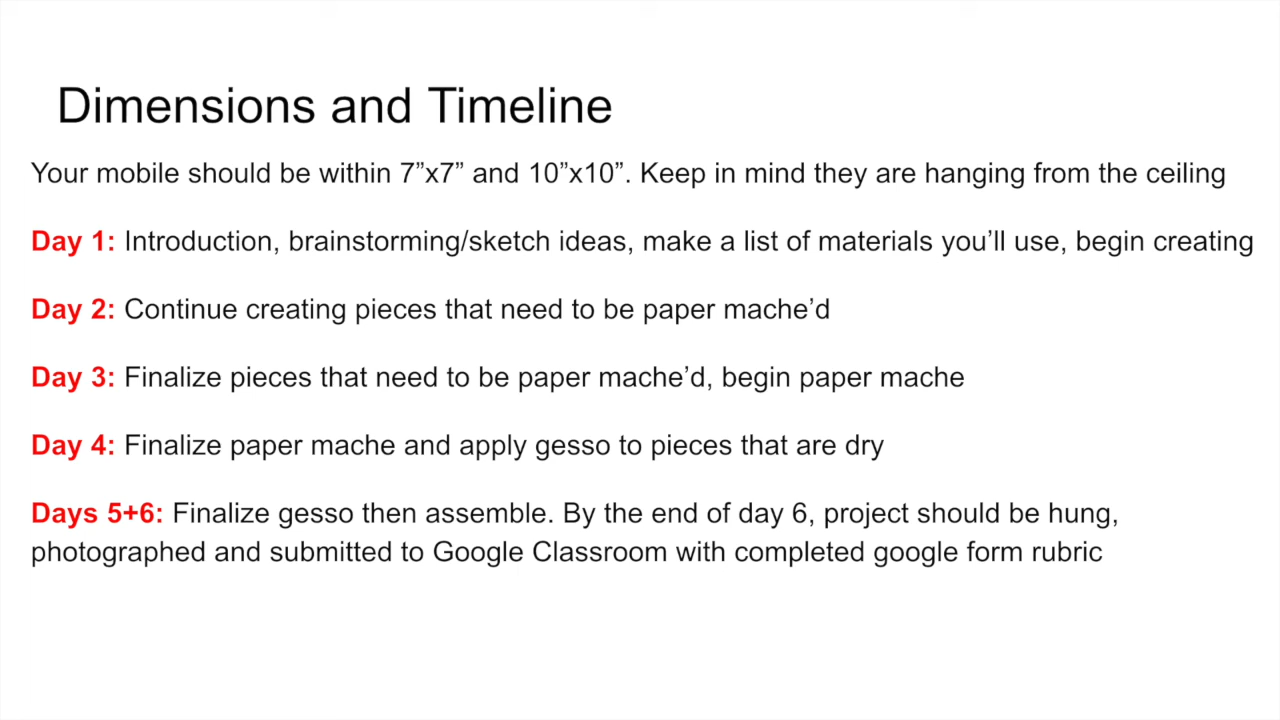 Dimensions and Timeline
Your mobile should be within 7”x7” and 10”x10”. Keep in mind they are hanging from the ceiling
Day 1: Introduction, brainstorming/sketch ideas, make a list of materials you’ll use, begin creating
Day 2: Continue creating pieces that need to be paper mache’d
Day 3: Finalize pieces that need to be paper mache’d, begin paper mache
Day 4: Finalize paper mache and apply gesso to pieces that are dry
Days 5+6: Finalize gesso then assemble. By the end of day 6, project should be hung,
photographed and submitted to Google Classroom with completed google form rubric